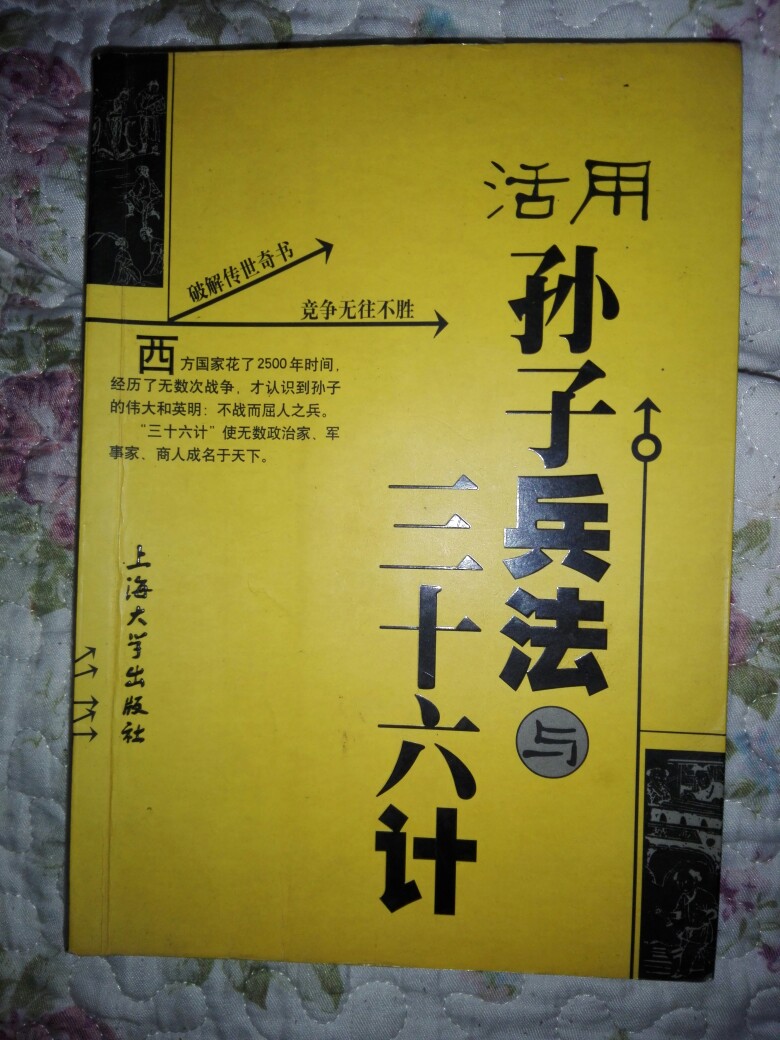 活用
孙子兵法
与
三十六计
破解传世奇书
竞争无往不胜
西方国家花了2500年时间，
经历了无数次战争，才认识到孙子
的伟大和英明：不战而屈人之兵。
“三十六计”使无数政治家、军
事家、商人成名于天下。
上海大学出版社